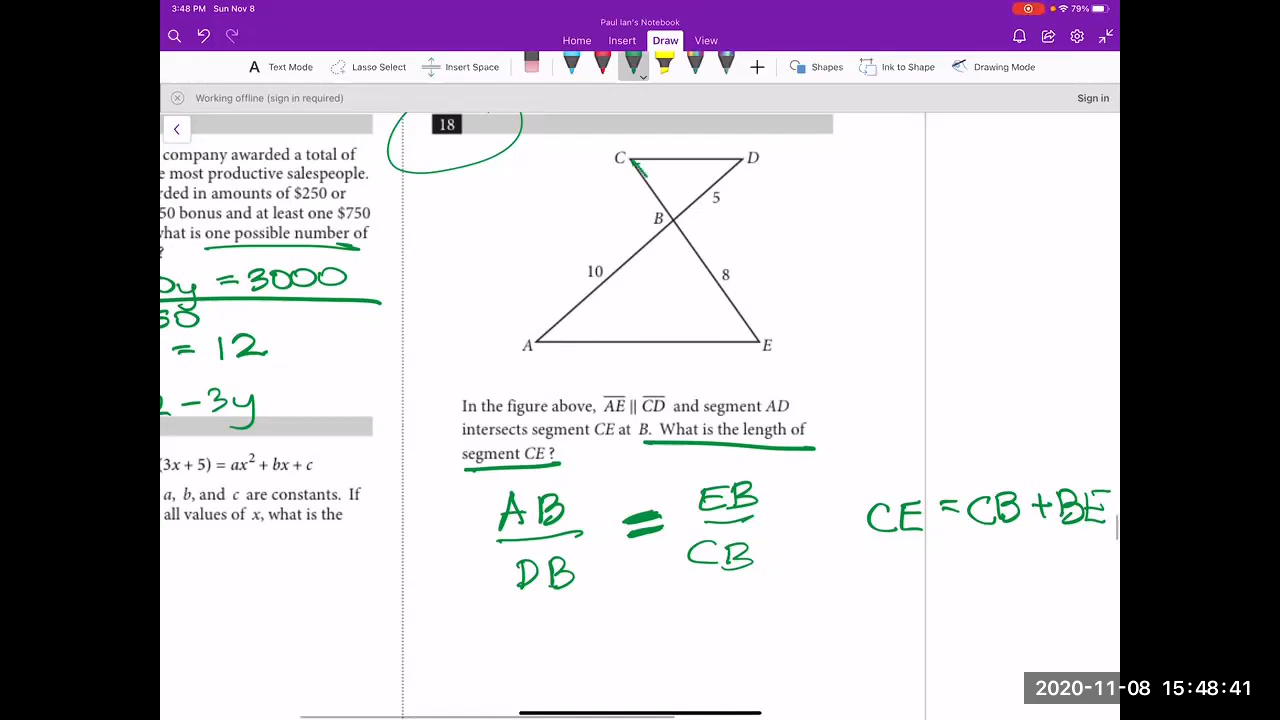 3:48 PM Sun Nov 8
79%
Paul Ian's Notebook
Home Insert Draw View
A Text Mode Lasso Select Insert Space Shapes Ink to Shape Drawing Mode
Working offline (sign in required) Sign in
company awarded a total of
most productive salespeople.
in amounts of $250 or
bonus and at least one $750
what is one possible number of
?
y = 3000
= 12
- 3y
(3x + 5) = ax² + bx + c
a, b, and c are constants. If
all values of x, what is the
18
C D
5
B
10 8
A E
In the figure above, AE || CD and segment AD
intersects segment CE at B. What is the length of
segment CE ?
AB = EB
DB CB
CE = CB + BE
2020-11-08 15:48:41